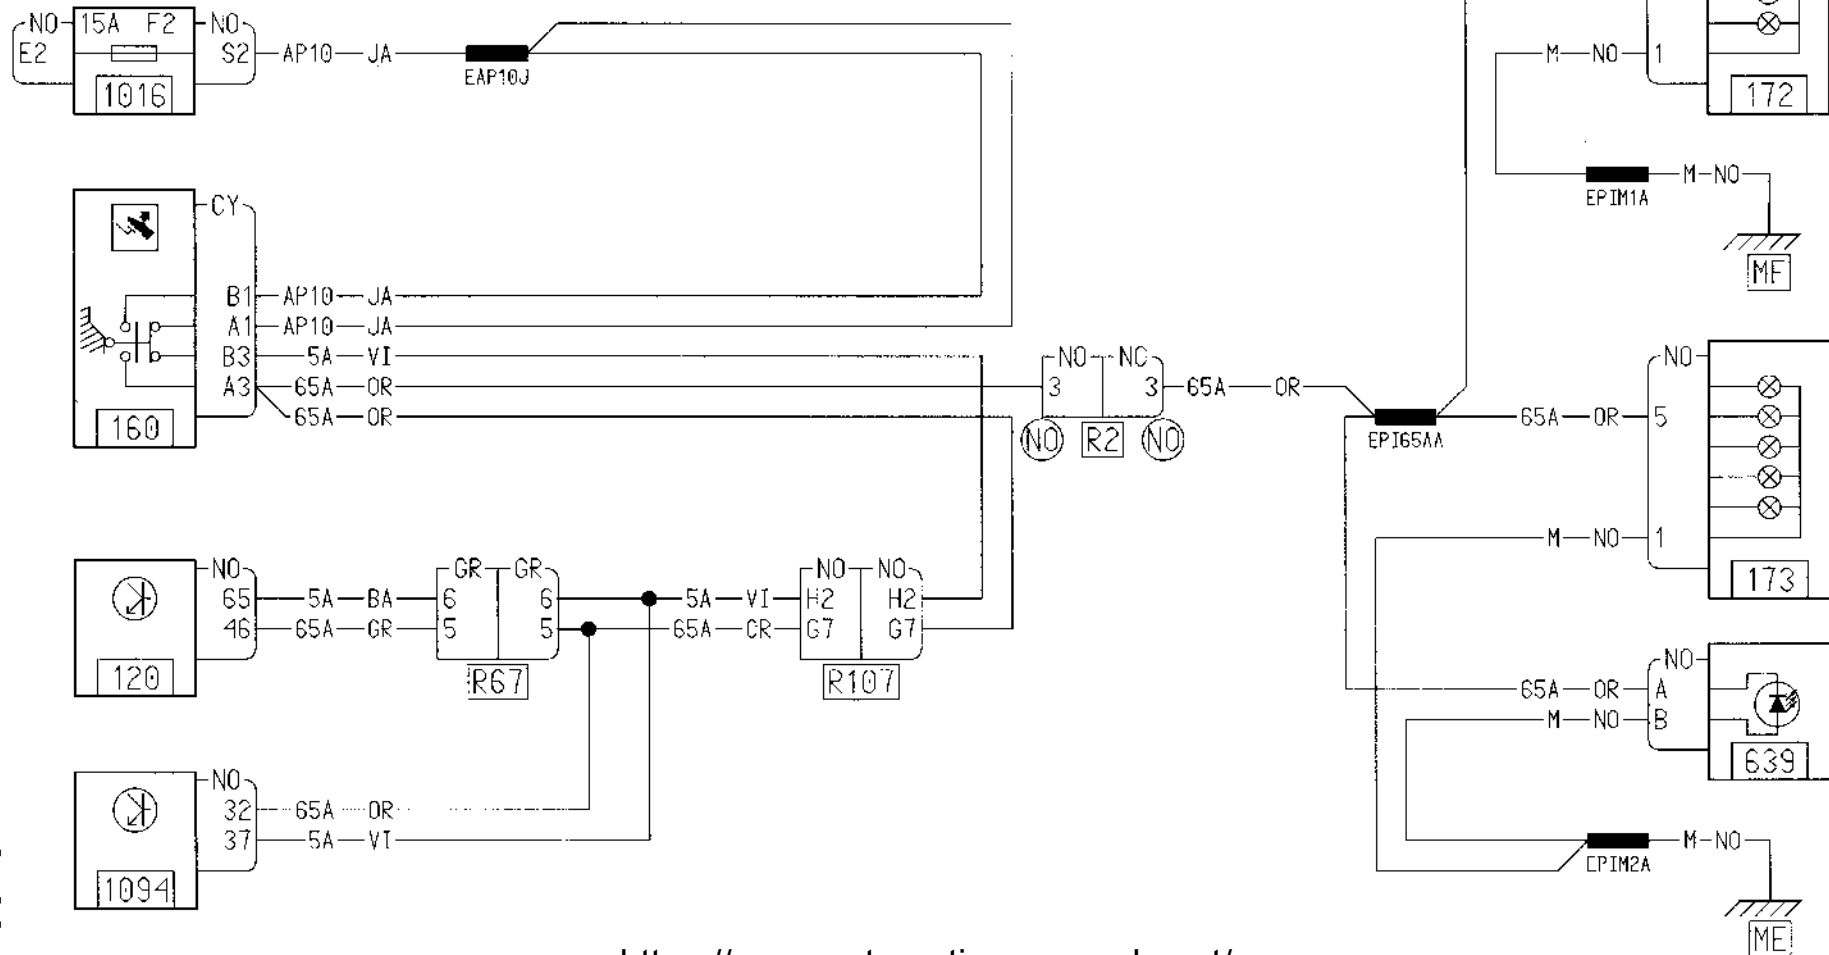 NO 15A F2 NO
E2 S2 AP10 JA
EAP10J
1016
M NO 1
172
M NO
EPIM1A
MF
CY
B1 AP10 JA
A1 AP10 JA
B3 5A VI
A3 65A OR
65A OR
160
NO NC
3 3 65A OR
NO R2 NO
EPI65AA
NO
65A OR 5
M NO 1
173
NO GR GR NO NO
65 5A BA 6 6 5A VI H2 H2
46 65A GR 5 5 65A CR G7 G7
120 R67 R107
NO
65A OR A
M NO B
639
NO
32 65A OR
37 5A VI
1094
M NO
EPIM2A
ME